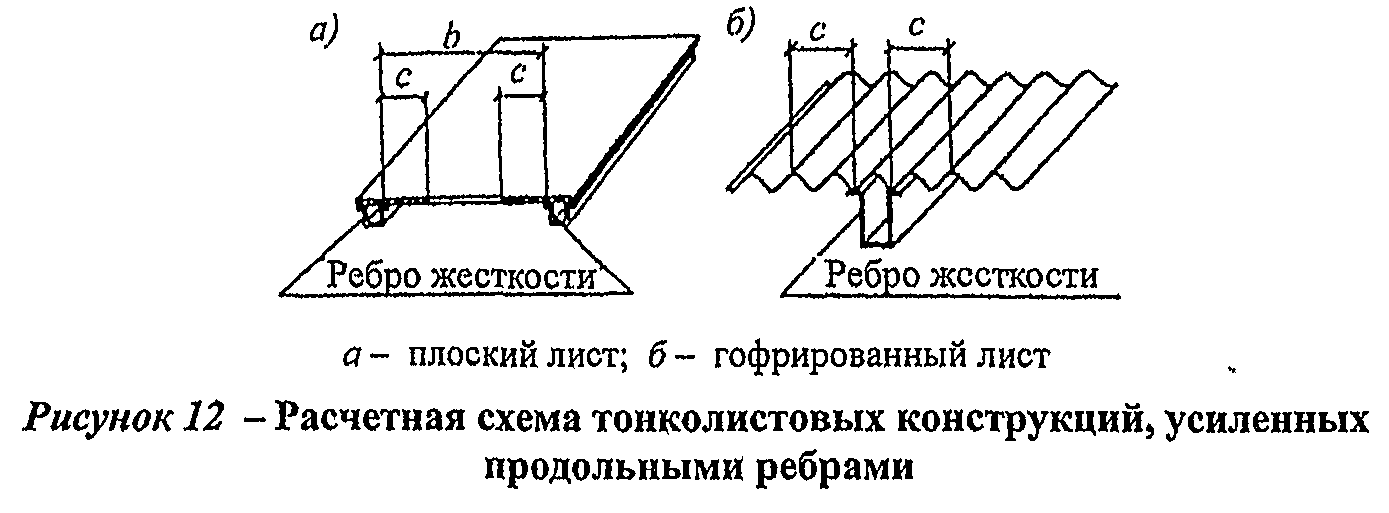 а)
b
c
c
Ребро жесткости
б)
c
c
Ребро жссткости
а – плоский лист; б – гофрированный лист
Рисунок 12 – Расчетная схема тонколистовых конструкций, усиленных
продольными ребрами